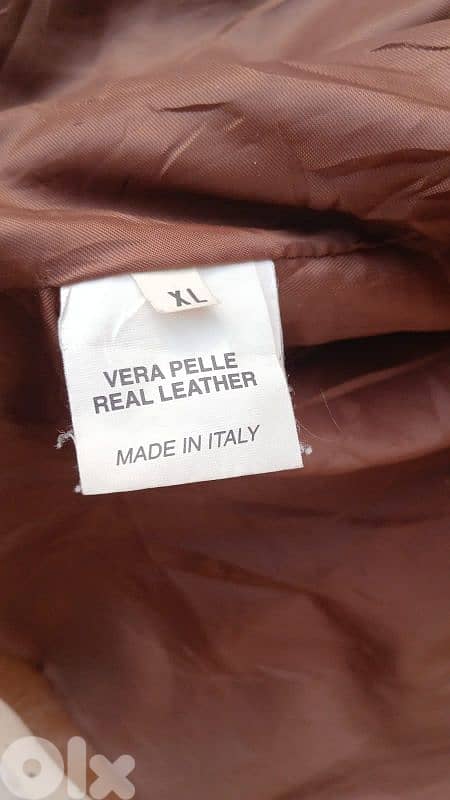 XL
VERA PELLE
REAL LEATHER
MADE IN ITALY
Olx